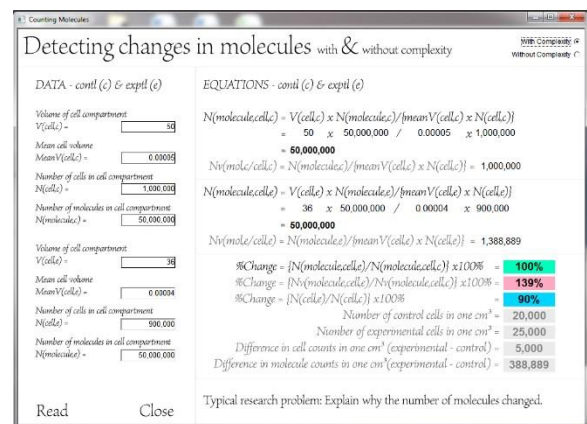 Counting Molecules
Detecting changes in molecules with & without complexity
With Complexity
Without Complexity
DATA - contl (c) & exptl (e)
Volume of cell compartment
V(cell,c) = 50
Mean cell volume
MeanV(cell,c) = 0.00005
Number of cells in cell compartment
N(cell,c) = 1,000,000
Number of molecules in cell compartment
N(molecule,c) = 50,000,000
Volume of cell compartment
V(cell,e) = 36
Mean cell volume
MeanV(cell,e) = 0.00004
Number of cells in cell compartment
N(cell,e) = 900,000
Number of molecules in cell compartment
N(molecule,e) = 50,000,000
Read Close
EQUATIONS - contl (c) & exptl (e)
N(molecule,cell,c) = V(cell,c) x N(molecule,c)/{meanV(cell,c) x N(cell,c)}
= 50 x 50,000,000 / 0.00005 x 1,000,000
= 50,000,000
Nv(molc/cell,c) = N(molecule,c)/{meanV(cell,c) x N(cell,c)} = 1,000,000
N(molecule,cell,e) = V(cell,e) x N(molecule,e)/{meanV(cell,e) x N(cell,e)}
= 36 x 50,000,000 / 0.00004 x 900,000
= 50,000,000
Nv(mole/cell,e) = N(molecule,e)/{meanV(cell,e) x N(cell,e)} = 1,388,889
%Change = {N(molecule,cell,e)/N(molecule,cell,c)} x100% = 100%
%Change = {Nv(molecule,cell,e)/Nv(molecule,cell,c)} x100% = 139%
%Change = {N(cell,e)/N(cell,c)} x100% = 90%
Number of control cells in one cm³ = 20,000
Number of experimental cells in one cm³ = 25,000
Difference in cell counts in one cm³ (experimental - control) = 5,000
Difference in molecule counts in one cm³(experimental - control) = 388,889
Typical research problem: Explain why the number of molecules changed.